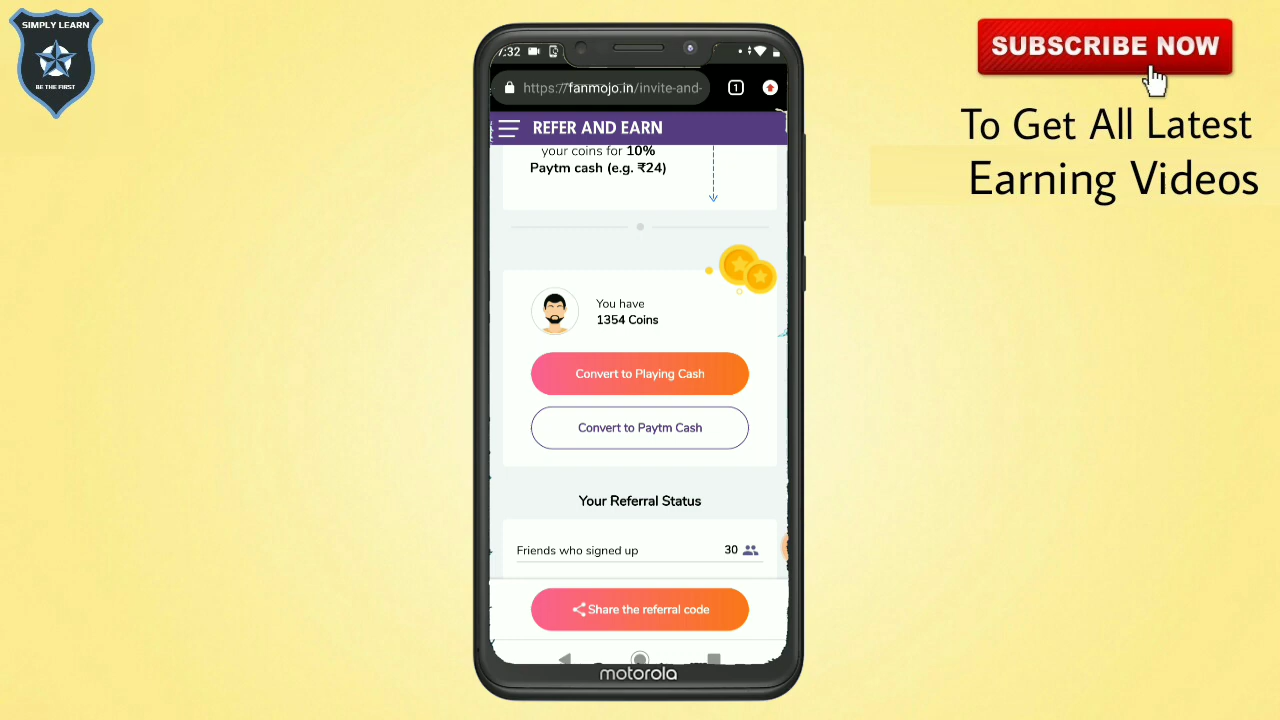 SIMPLY LEARN
BE THE FIRST
SUBSCRIBE NOW
To Get All Latest
Earning Videos
7:32
https://fanmojo.in/invite-and-
1
REFER AND EARN
your coins for 10%
Paytm cash (e.g. ₹24)
You have
1354 Coins
Convert to Playing Cash
Convert to Paytm Cash
Your Referral Status
Friends who signed up 30
Share the referral code
motorola